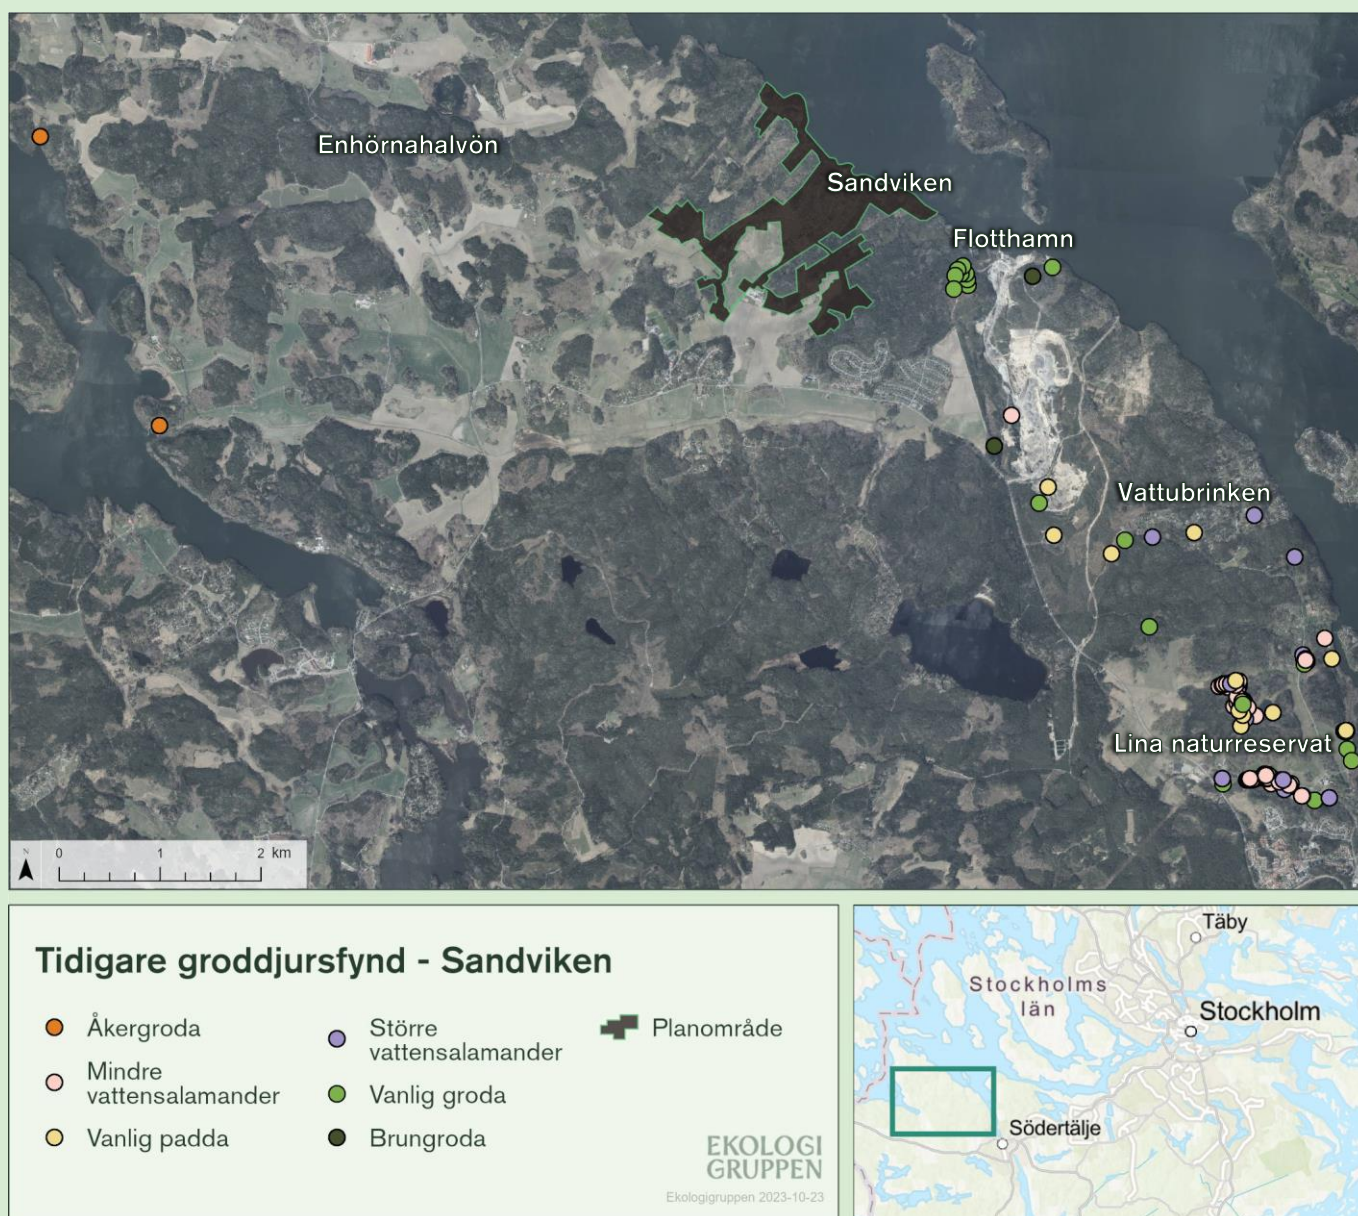 Enhörnahalvön
Sandviken
Flotthamn
Vattubrinken
Lina naturreservat
N
0 1 2 km
Tidigare groddjursfynd - Sandviken
Åkergroda
Mindre
vattensalamander
Vanlig padda
Större
vattensalamander
Vanlig groda
Brungroda
Planområde
EKOLOGI
GRUPPEN
Ekologigruppen 2023-10-23
Täby
Stockholms
län
Stockholm
Södertälje